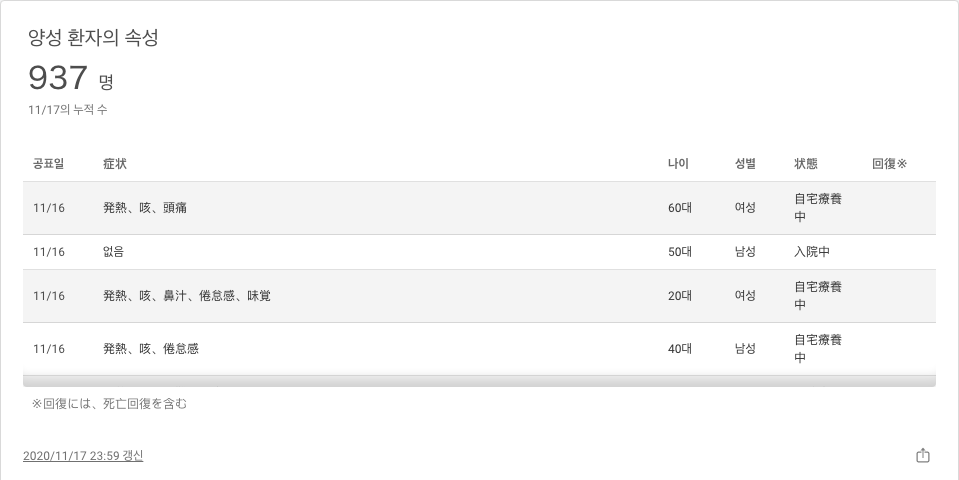 양성 환자의 속성
937 명
11/17의 누적 수
공표일 症状 나이 성별 状態 回復※
11/16 発熱、咳、頭痛 60대 여성 自宅療養中
11/16 없음 50대 남성 入院中
11/16 発熱、咳、鼻汁、倦怠感、味覚 20대 여성 自宅療養中
11/16 発熱、咳、倦怠感 40대 남성 自宅療養中
※回復には、死亡回復を含む
2020/11/17 23:59 갱신